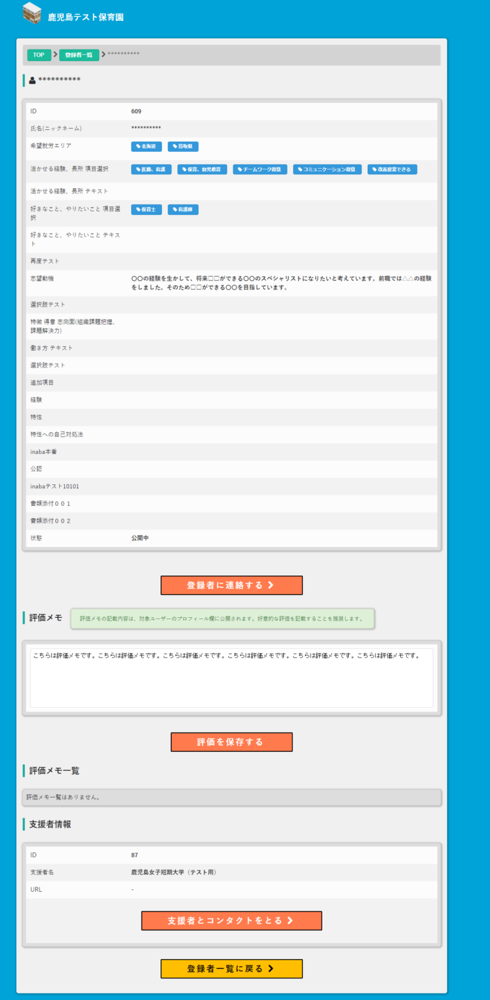 鹿児島テスト保育園
TOP 登録者一覧 **********
**********
ID 609
氏名(ニックネーム) **********
希望就労エリア 北海道 鳥取県
活かせる経験、長所 項目選択 医療、看護 保育、幼児教育 チームワーク得意 コミュニケーション得意 改善提案できる
活かせる経験、長所 テキスト
好きなこと、やりたいこと 項目選
択
保育士 看護師
好きなこと、やりたいこと テキス
ト
再度テスト
志望動機
〇〇の経験を生かして、将来□□ができる〇〇のスペシャリストになりたいと考えています。前職では△△の経験
をしました。そのため□□ができる〇〇を目指しています。
選択肢テスト
特徴 得意 志向面(組織課題把握、
課題解決力)
働き方 テキスト
選択肢テスト
追加項目
経験
特性
特性への自己対処法
inaba本番
公認
inabaテスト10101
書類添付００１
書類添付００２
状態 公開中
登録者に連絡する
評価メモ 評価メモの記載内容は、対象ユーザーのプロフィール欄に公開されます。好意的な評価を記載することを推奨します。
こちらは評価メモです。こちらは評価メモです。こちらは評価メモです。こちらは評価メモです。こちらは評価メモです。こちらは評価メモです。
評価を保存する
評価メモ一覧
評価メモ一覧はありません。
支援者情報
ID 87
支援者名 鹿児島女子短期大学（テスト用）
URL -
支援者とコンタクトをとる
登録者一覧に戻る